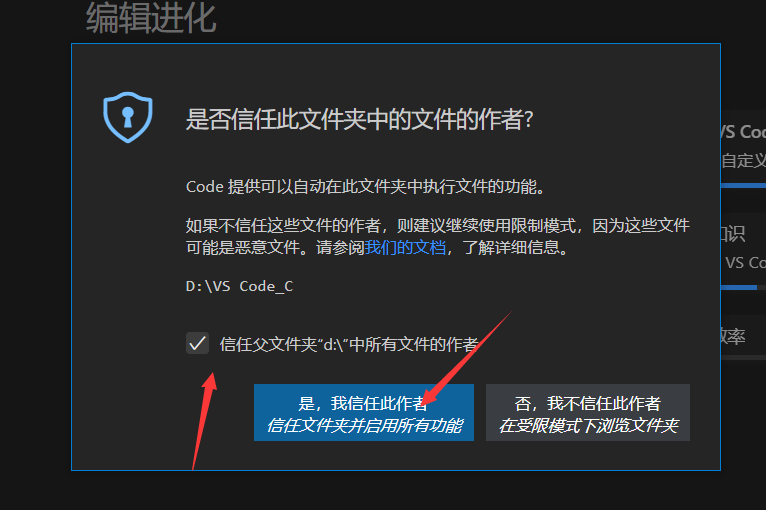 编辑进化
是否信任此文件夹中的文件的作者?
Code 提供可以自动在此文件夹中执行文件的功能。
如果不信任这些文件的作者，则建议继续使用限制模式，因为这些文件
可能是恶意文件。请参阅我们的文档，了解详细信息。
D:\VS Code_C
信任父文件夹“d:\”中所有文件的作者
是，我信任此作者
信任文件夹并启用所有功能
否，我不信任此作者
在受限模式下浏览文件夹
VS Cod
自定义
知识
VS Co
效率